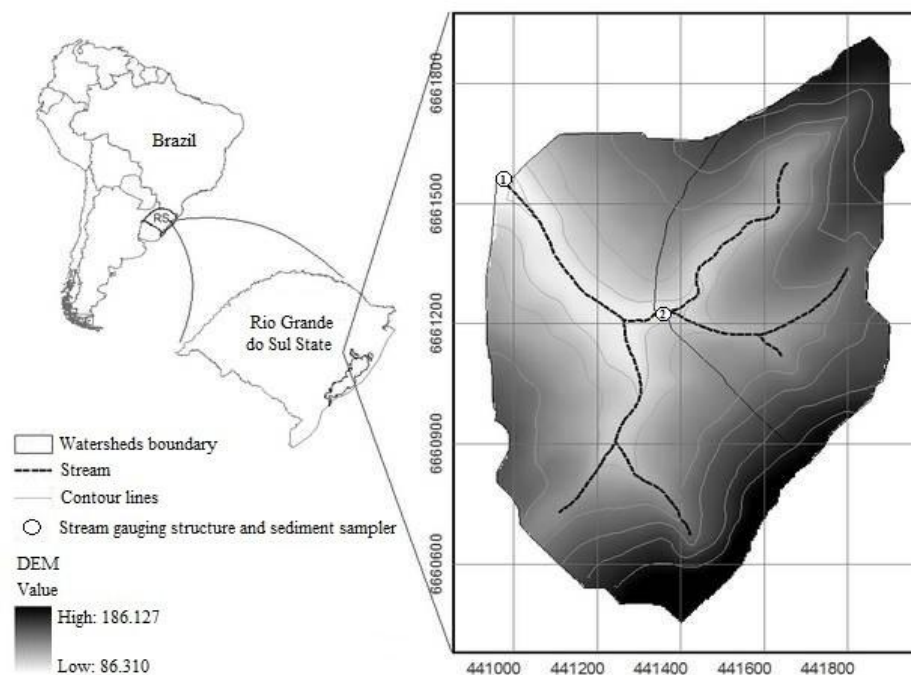 Brazil
RS
Rio Grande
do Sul State
Watersheds boundary
Stream
Contour lines
Stream gauging structure and sediment sampler
DEM
Value
High: 186.127
Low: 86.310
6661800
6661500
6661200
6660900
6660600
1
2
441000 441200 441400 441600 441800